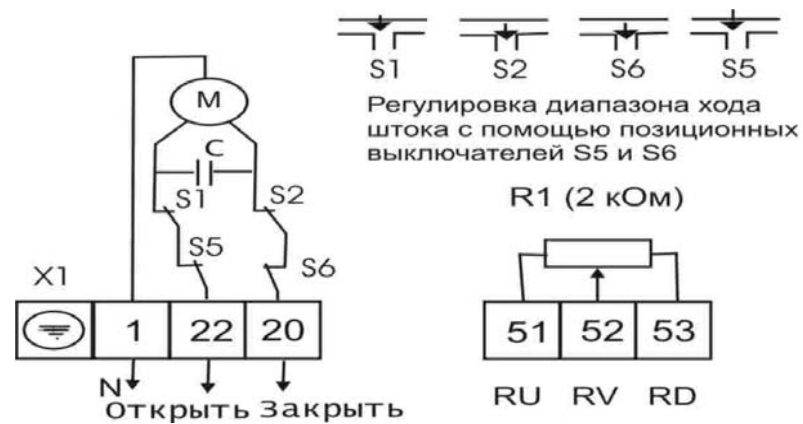 S1 S2 S6 S5
Регулировка диапазона хода
штока с помощью позиционных
выключателей S5 и S6
R1 (2 кОм)
M
C
S1 S2
S5 S6
X1
1 22 20
N
Открыть Закрыть
51 52 53
RU RV RD